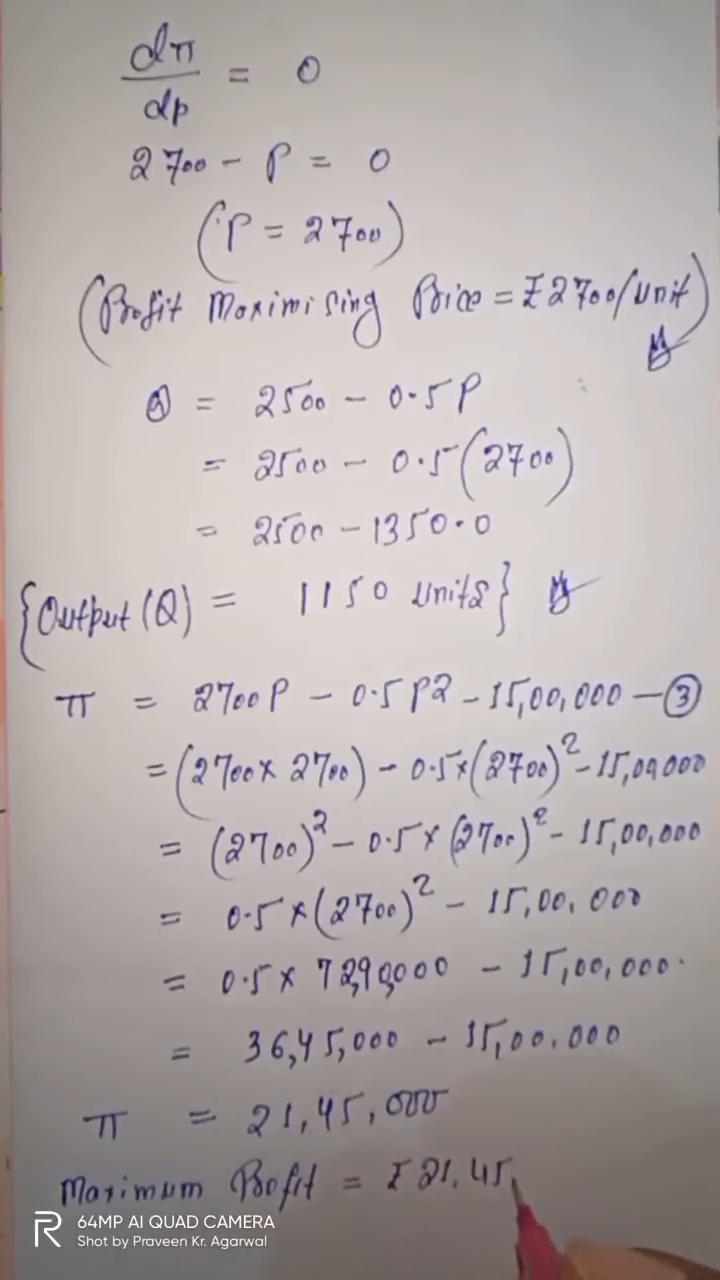 dπ/dp = 0
2700 - P = 0
(P = 2700)
(Profit Maximising Price = ₹2700/Unit)
Q = 2500 - 0.5P
= 2500 - 0.5(2700)
= 2500 - 1350.0
{Output (Q) = 1150 units}
π = 2700P - 0.5P2 - 15,00,000 - ③
= (2700 x 2700) - 0.5 x (2700)² - 15,00,000
= (2700)² - 0.5 x (2700)² - 15,00,000
= 0.5 x (2700)² - 15,00,000
= 0.5 x 72,90,000 - 15,00,000.
= 36,45,000 - 15,00,000
π = 21,45,000
Maximum Profit = ₹21,45
64MP AI QUAD CAMERA
Shot by Praveen Kr. Agarwal